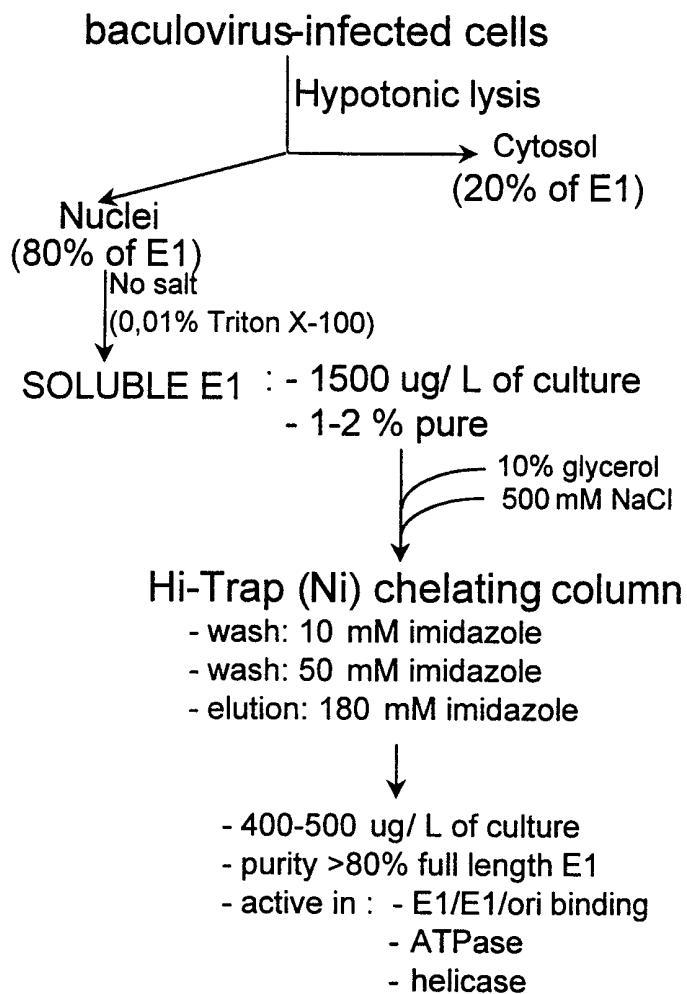 baculovirus-infected cells
Hypotonic lysis
Cytosol
(20% of E1)
Nuclei
(80% of E1)
No salt
(0,01% Triton X-100)
SOLUBLE E1 : - 1500 ug/ L of culture
- 1-2 % pure
10% glycerol
500 mM NaCl
Hi-Trap (Ni) chelating column
- wash: 10 mM imidazole
- wash: 50 mM imidazole
- elution: 180 mM imidazole
- 400-500 ug/ L of culture
- purity >80% full length E1
- active in : - E1/E1/ori binding
- ATPase
- helicase